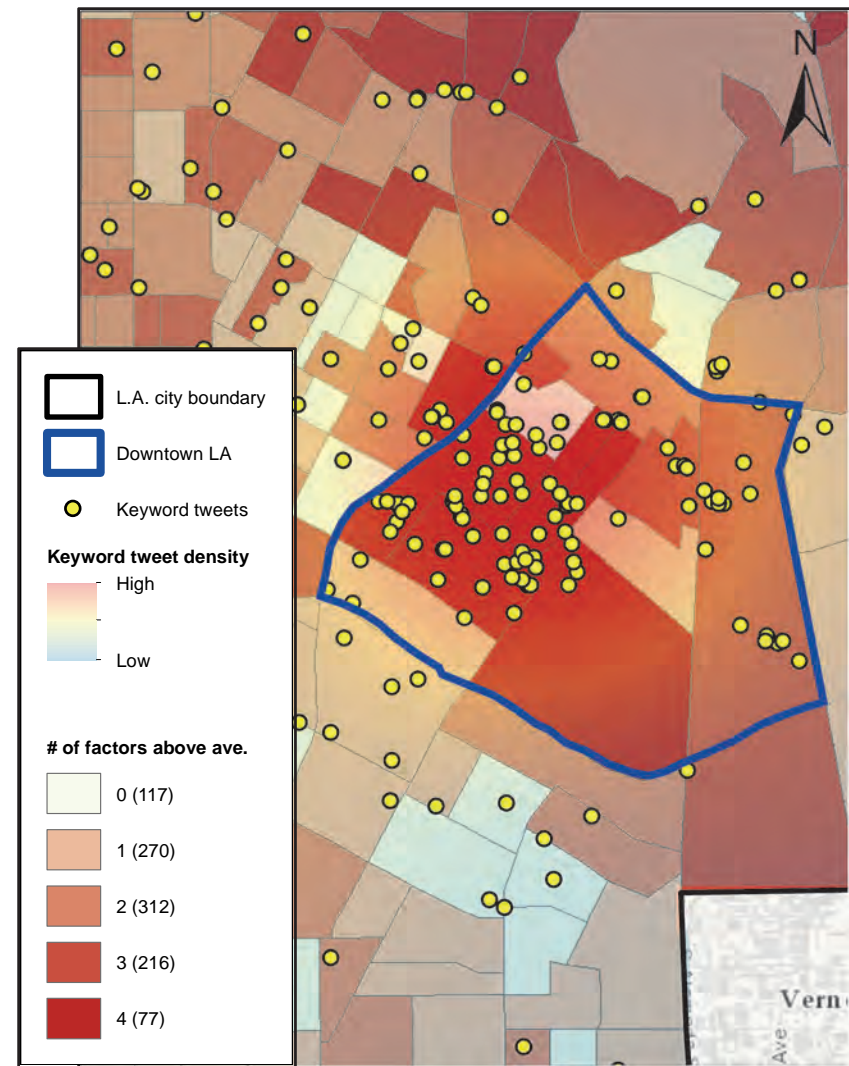 N
L.A. city boundary
Downtown LA
Keyword tweets
Keyword tweet density
High
Low
# of factors above ave.
0 (117)
1 (270)
2 (312)
3 (216)
4 (77)
Vern
Ave